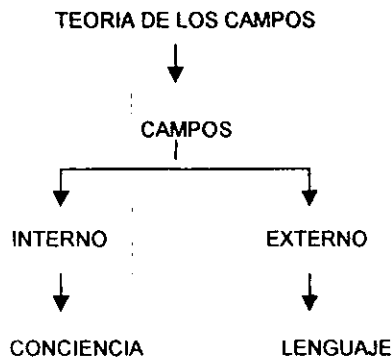 TEORIA DE LOS CAMPOS
CAMPOS
INTERNO EXTERNO
CONCIENCIA LENGUAJE